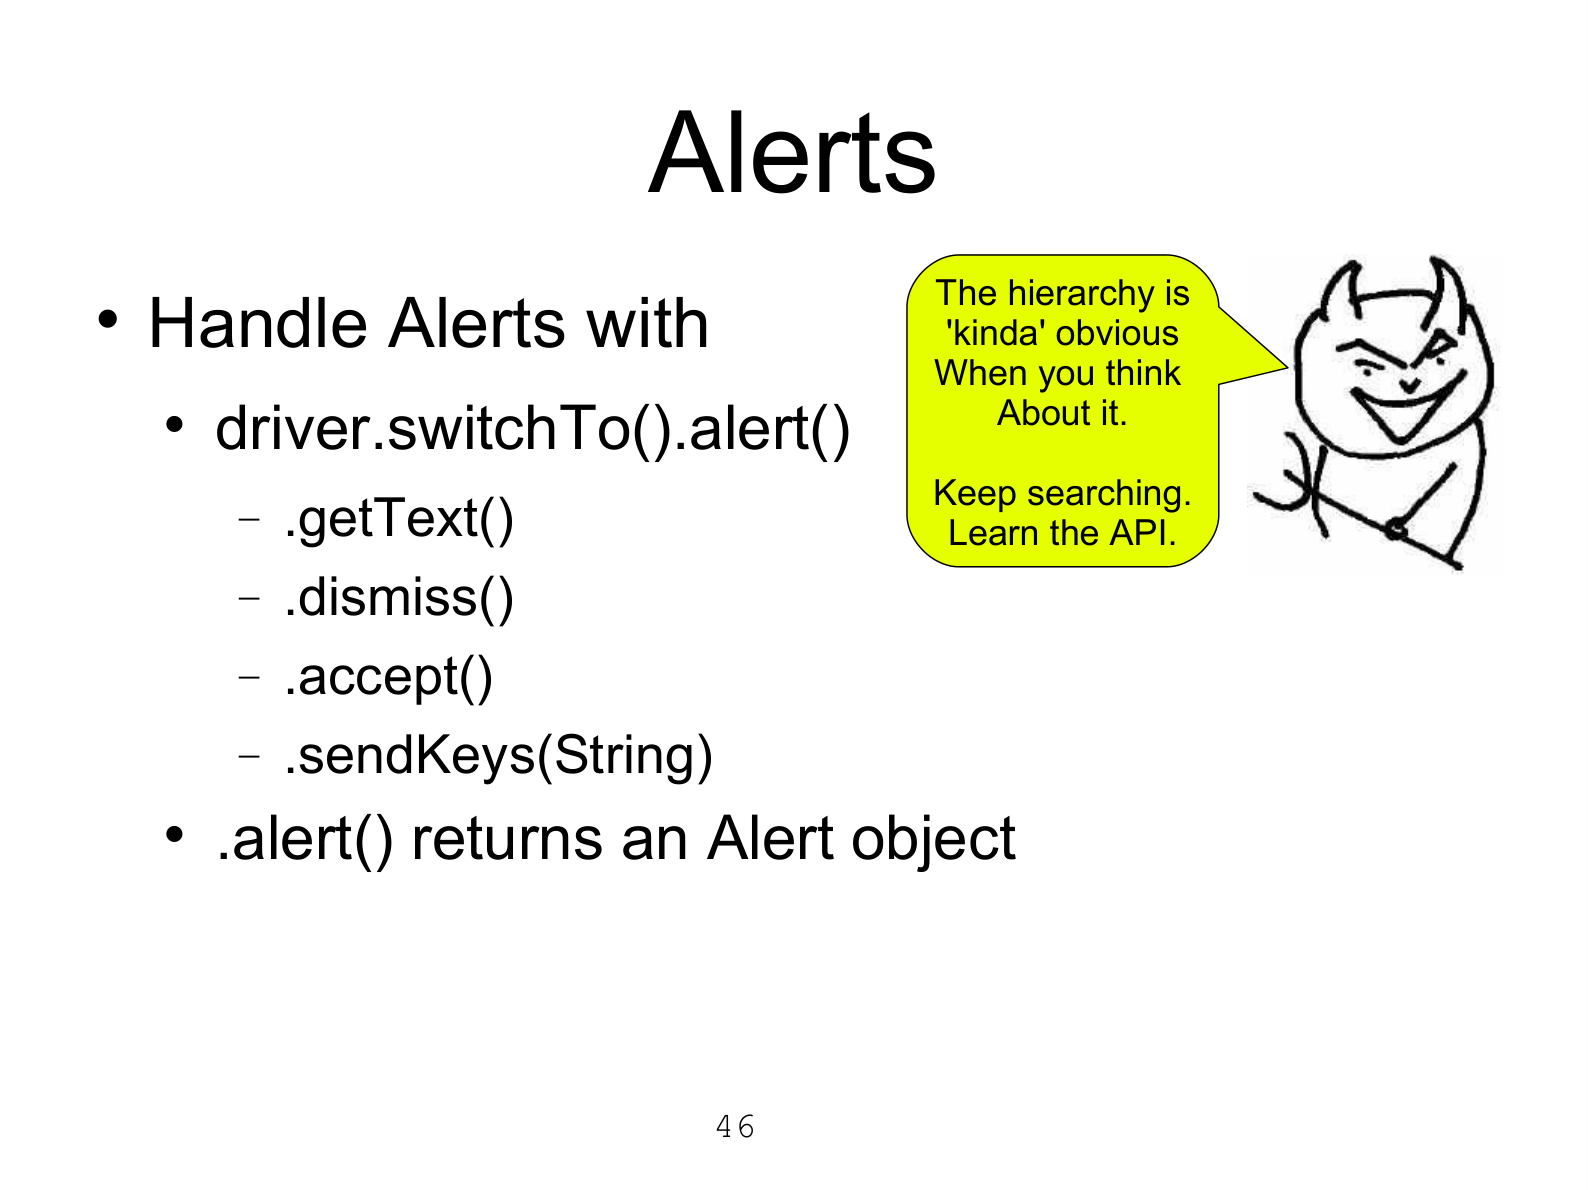 Alerts
• Handle Alerts with
• driver.switchTo().alert()
– .getText()
– .dismiss()
– .accept()
– .sendKeys(String)
• .alert() returns an Alert object
The hierarchy is
'kinda' obvious
When you think
About it.
Keep searching.
Learn the API.
46